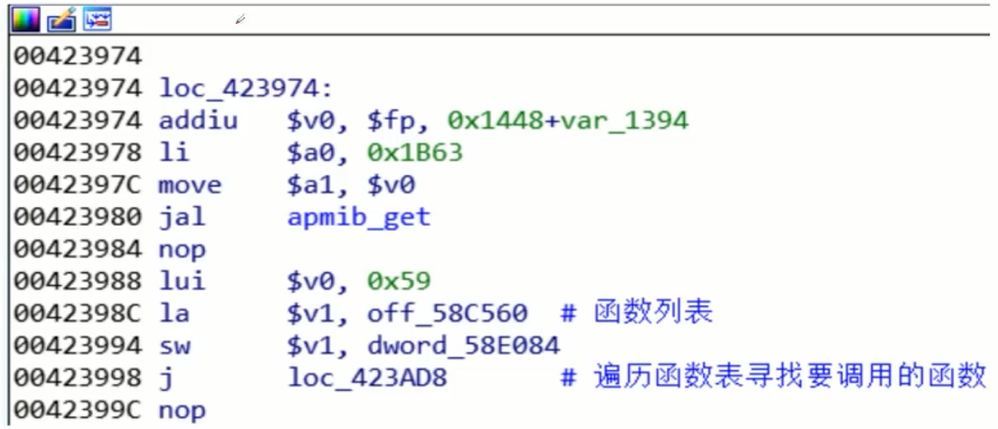 00423974
00423974 loc_423974:
00423974 addiu $v0, $fp, 0x1448+var_1394
00423978 li $a0, 0x1B63
0042397C move $a1, $v0
00423980 jal apmib_get
00423984 nop
00423988 lui $v0, 0x59
0042398C la $v1, off_58C560 # 函数列表
00423994 sw $v1, dword_58E084
00423998 j loc_423AD8 # 遍历函数表寻找要调用的函数
0042399C nop